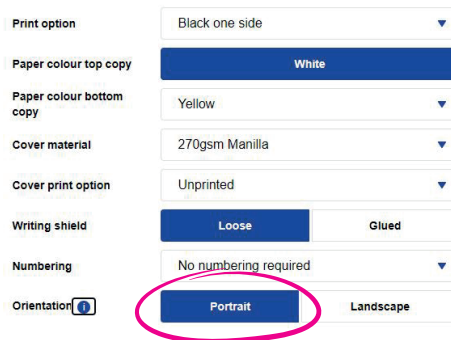 Print option Black one side
Paper colour top copy White
Paper colour bottom
copy Yellow
Cover material 270gsm Manilla
Cover print option Unprinted
Writing shield Loose Glued
Numbering No numbering required
Orientation i Portrait Landscape